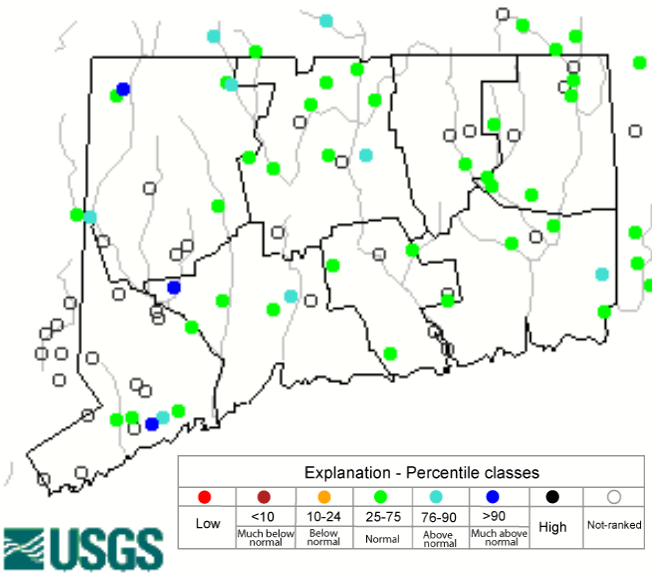 Explanation - Percentile classes
Low
<10
10-24
25-75
76-90
>90
High
Not-ranked
Much below
normal
Below
normal
Normal
Above
normal
Much above
normal
USGS